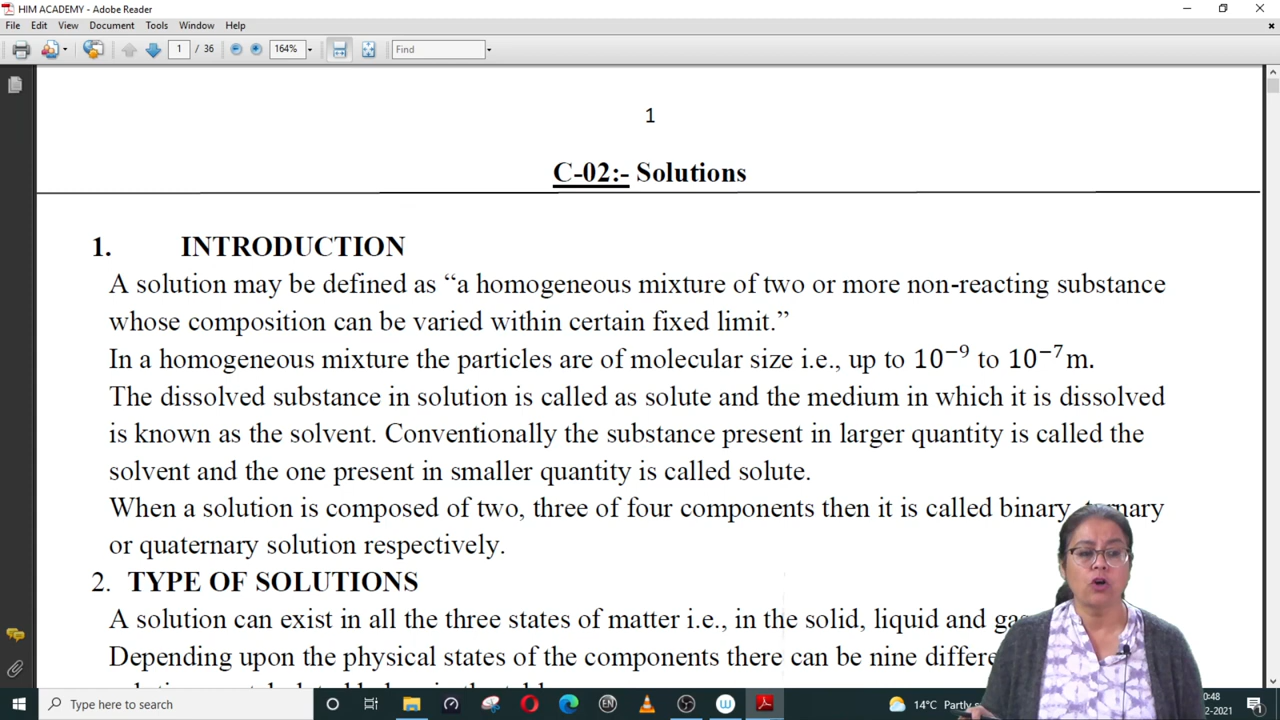 HIM ACADEMY - Adobe Reader
File Edit View Document Tools Window Help
1 / 36 164% Find
1
C-02:- Solutions
1. INTRODUCTION
A solution may be defined as “a homogeneous mixture of two or more non-reacting substance
whose composition can be varied within certain fixed limit.”
In a homogeneous mixture the particles are of molecular size i.e., up to 10⁻⁹ to 10⁻⁷m.
The dissolved substance in solution is called as solute and the medium in which it is dissolved
is known as the solvent. Conventionally the substance present in larger quantity is called the
solvent and the one present in smaller quantity is called solute.
When a solution is composed of two, three of four components then it is called binary, ternary
or quaternary solution respectively.
2. TYPE OF SOLUTIONS
A solution can exist in all the three states of matter i.e., in the solid, liquid and
Depending upon the physical states of the components there can be nine
Type here to search
14°C Partly